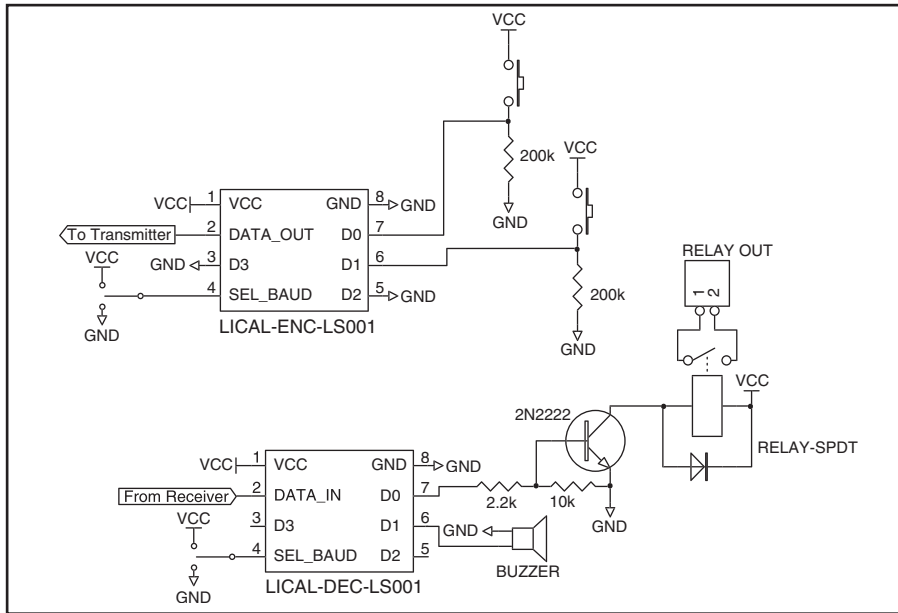 VCC
200k
GND
VCC
200k
GND
1 VCC GND 8
VCC GND
To Transmitter 2 DATA_OUT D0 7
GND 3 D3 D1 6
VCC
GND
4 SEL_BAUD D2 5 GND
LICAL-ENC-LS001
RELAY OUT
1 2
VCC
RELAY-SPDT
2N2222
2.2k
10k
GND
VCC 1 VCC GND 8 GND
From Receiver 2 DATA_IN D0 7
3 D3 D1 6
VCC
GND
4 SEL_BAUD D2 5
LICAL-DEC-LS001
GND
BUZZER